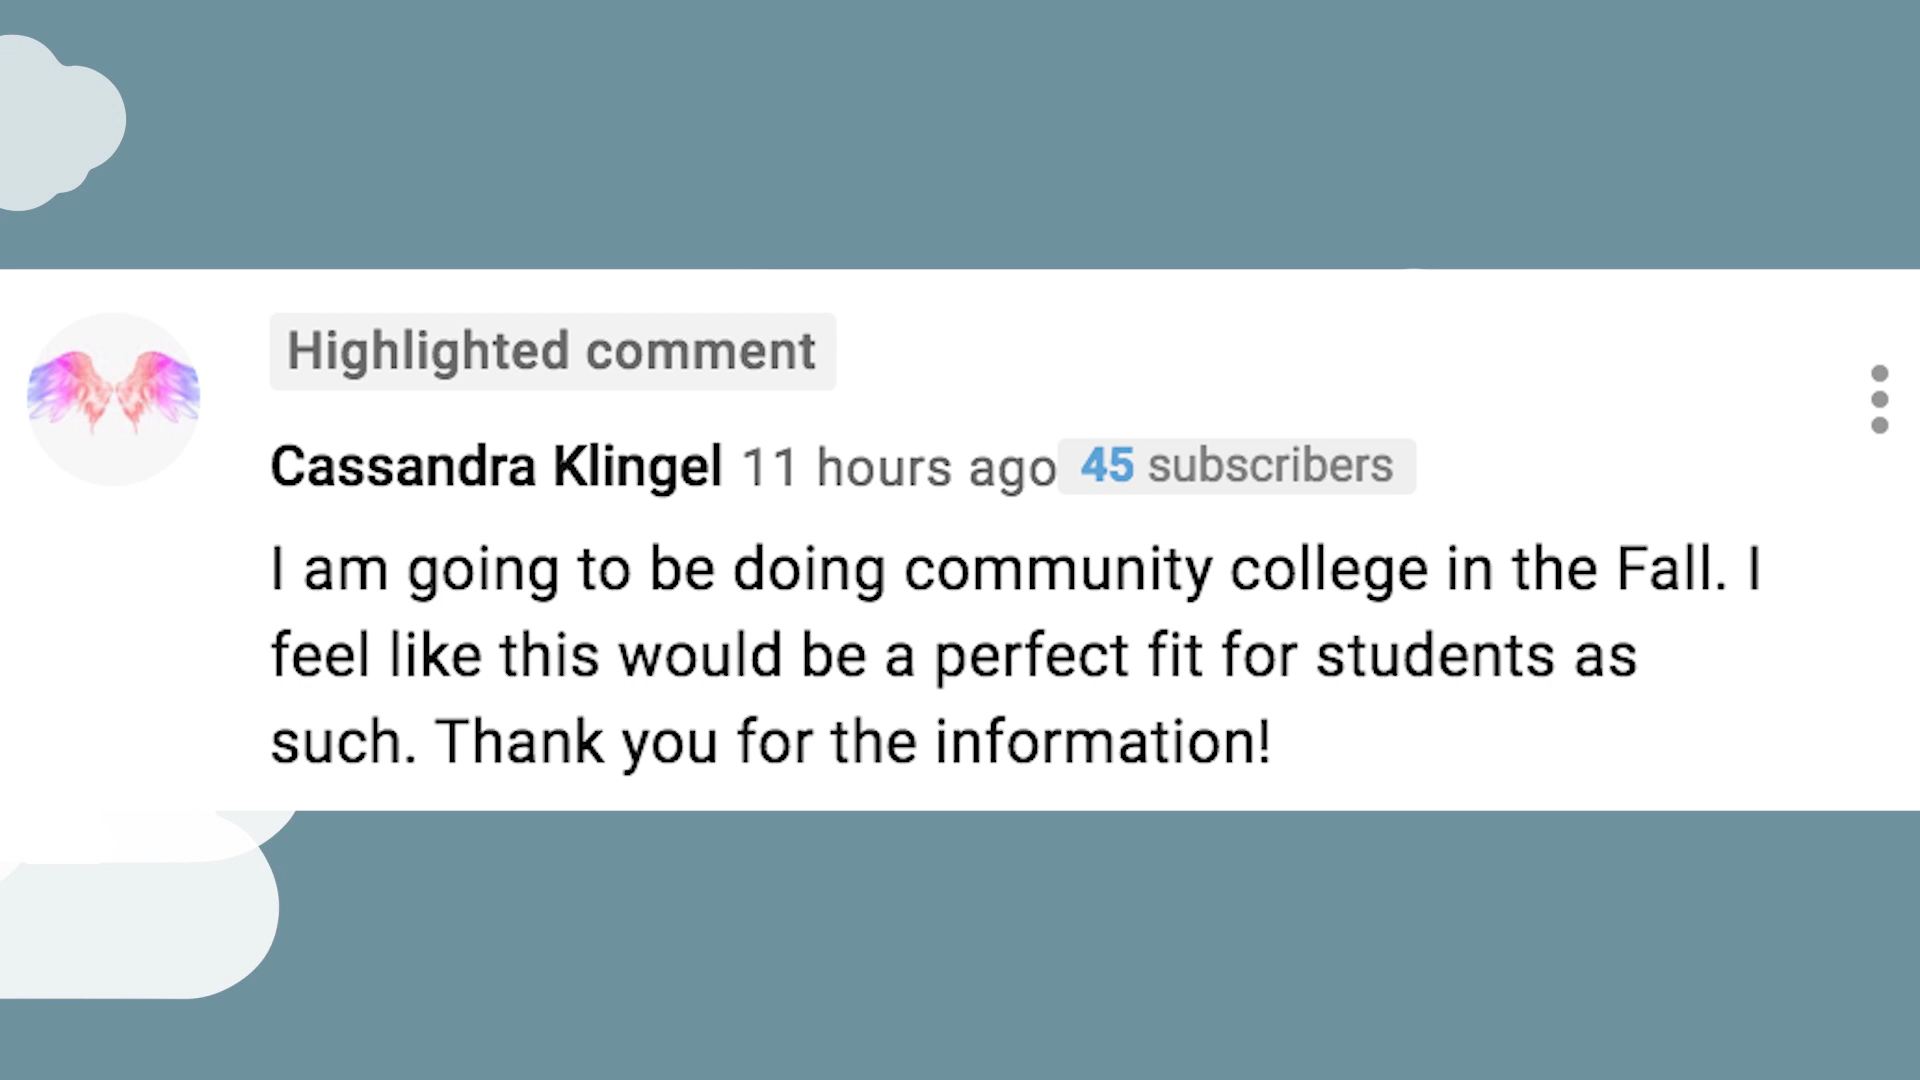 Highlighted comment
Cassandra Klingel 11 hours ago 45 subscribers
I am going to be doing community college in the Fall. I
feel like this would be a perfect fit for students as
such. Thank you for the information!